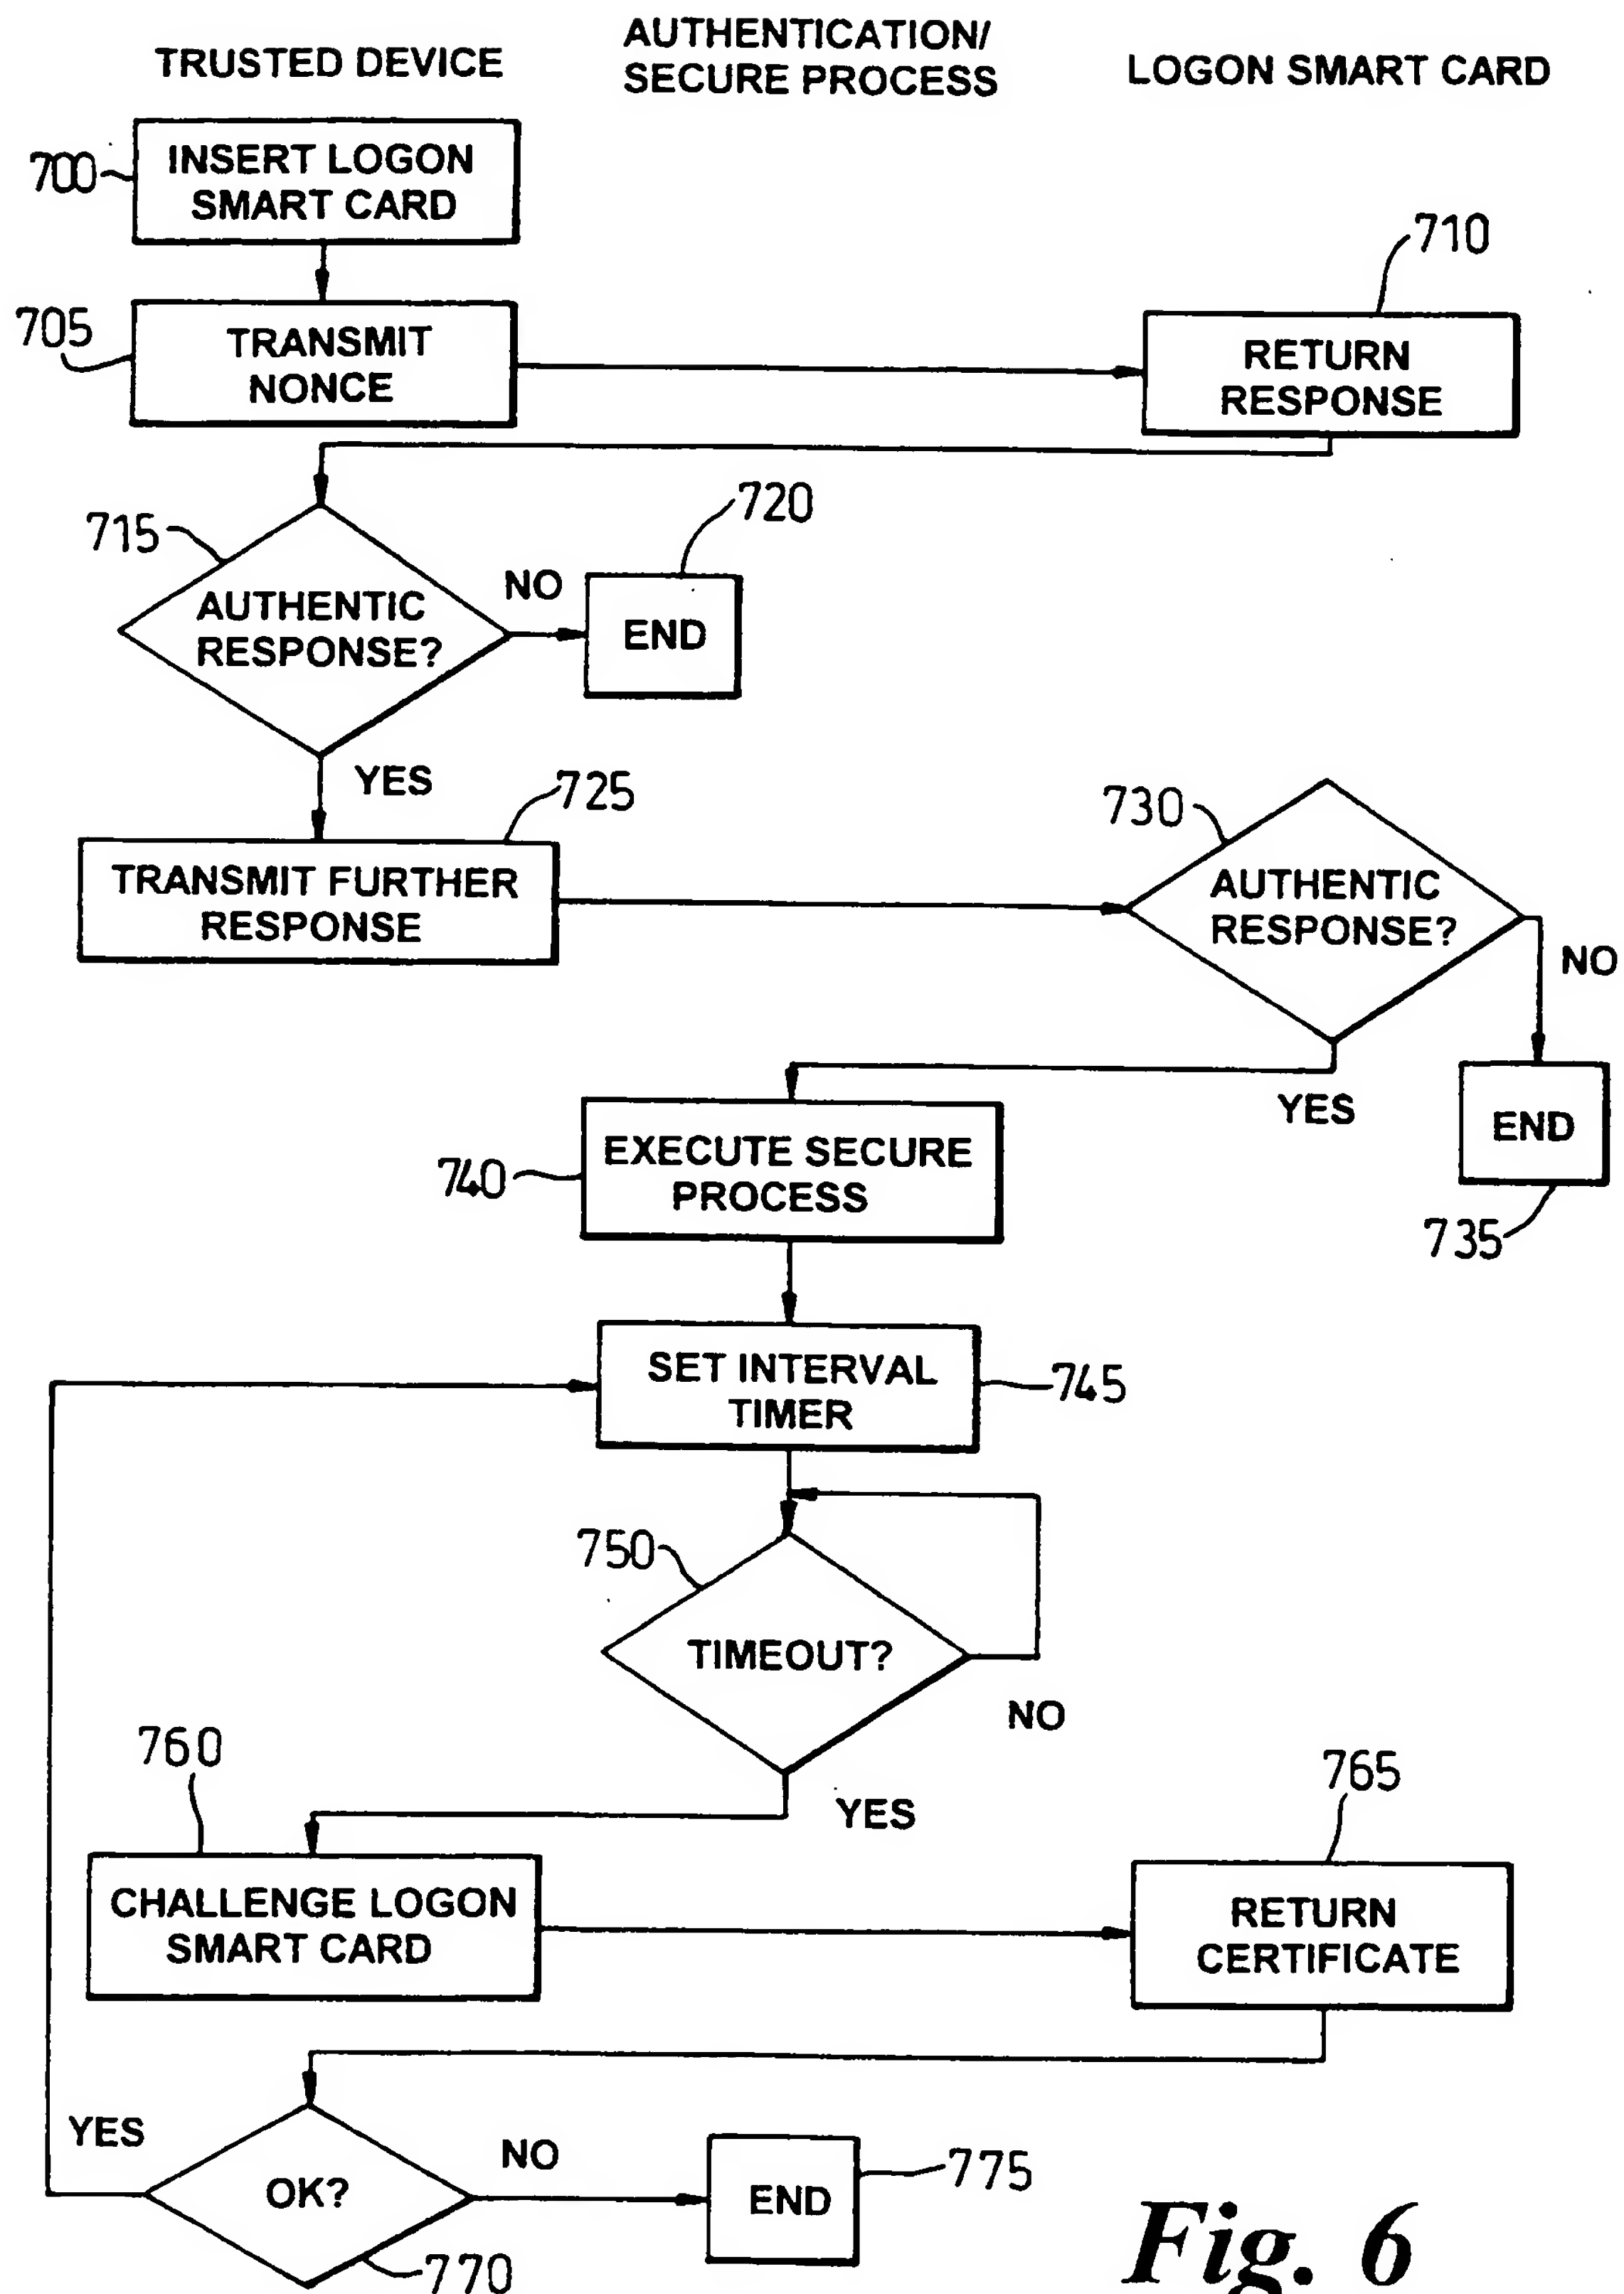 TRUSTED DEVICE
AUTHENTICATION/
SECURE PROCESS
LOGON SMART CARD
700
INSERT LOGON
SMART CARD
705
TRANSMIT
NONCE
710
RETURN
RESPONSE
715
AUTHENTIC
RESPONSE?
NO
720
END
YES
725
TRANSMIT FURTHER
RESPONSE
730
AUTHENTIC
RESPONSE?
NO
YES
END
735
740
EXECUTE SECURE
PROCESS
SET INTERVAL
TIMER
745
750
TIMEOUT?
NO
YES
760
CHALLENGE LOGON
SMART CARD
765
RETURN
CERTIFICATE
YES
OK?
NO
END
775
770
Fig. 6